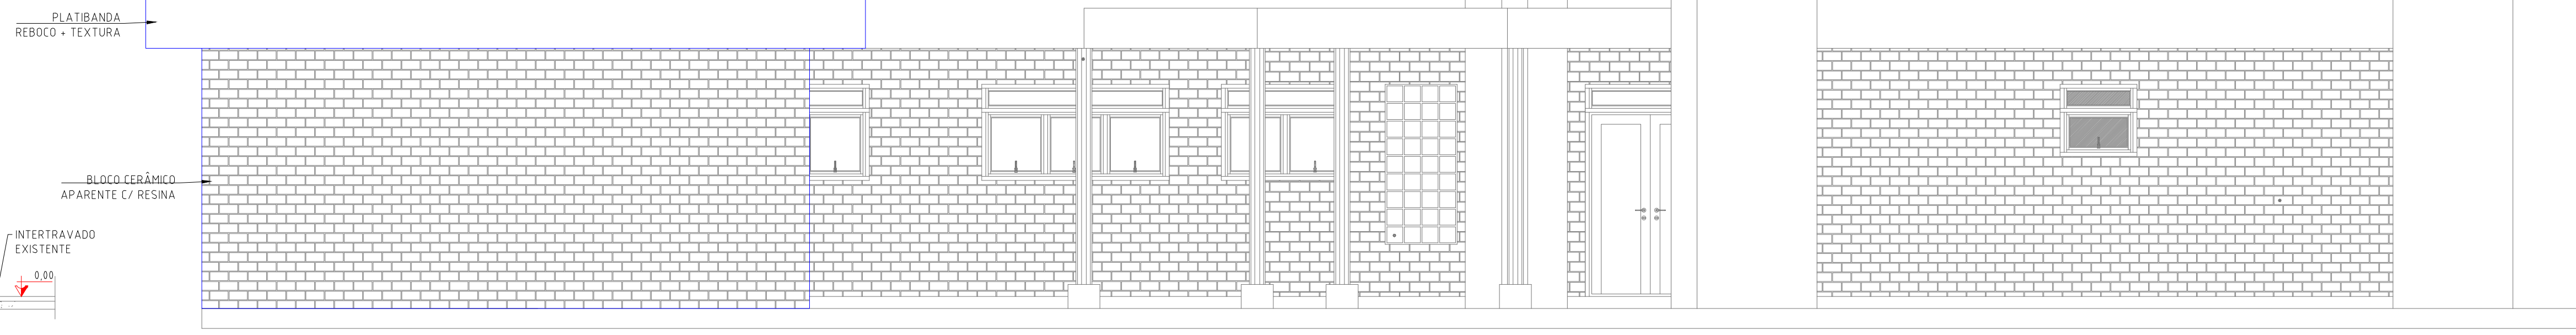 PLATIBANDA
REBOCO + TEXTURA
BLOCO CERÂMICO
APARENTE C/ RESINA
INTERTRAVADO
EXISTENTE
0,00